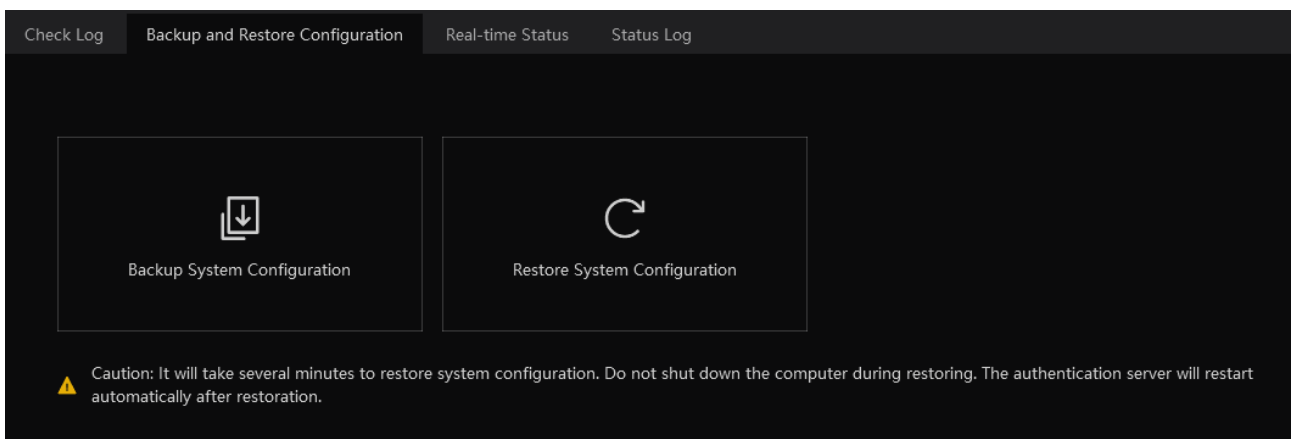 Check Log
Backup and Restore Configuration
Real-time Status
Status Log
Backup System Configuration
Restore System Configuration
Caution: It will take several minutes to restore system configuration. Do not shut down the computer during restoring. The authentication server will restart
automatically after restoration.